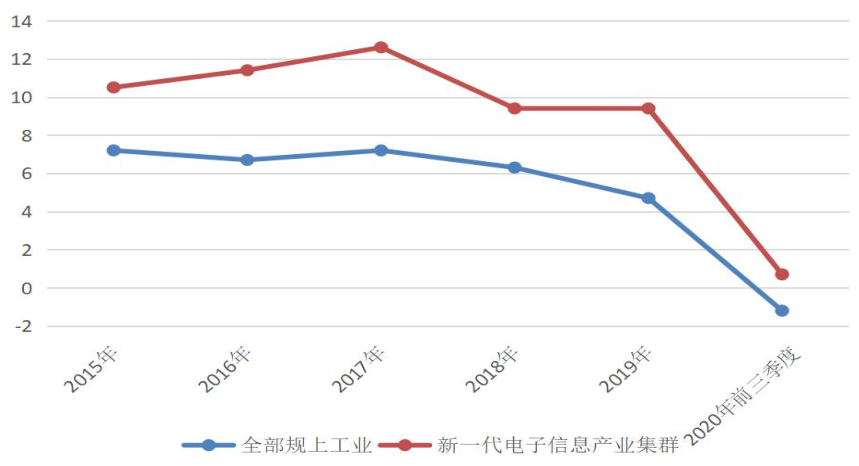 14
12
10
8
6
4
2
0
-2
2015年
2016年
2017年
2018年
2019年
2020年前三季度
全部规上工业
新一代电子信息产业集群